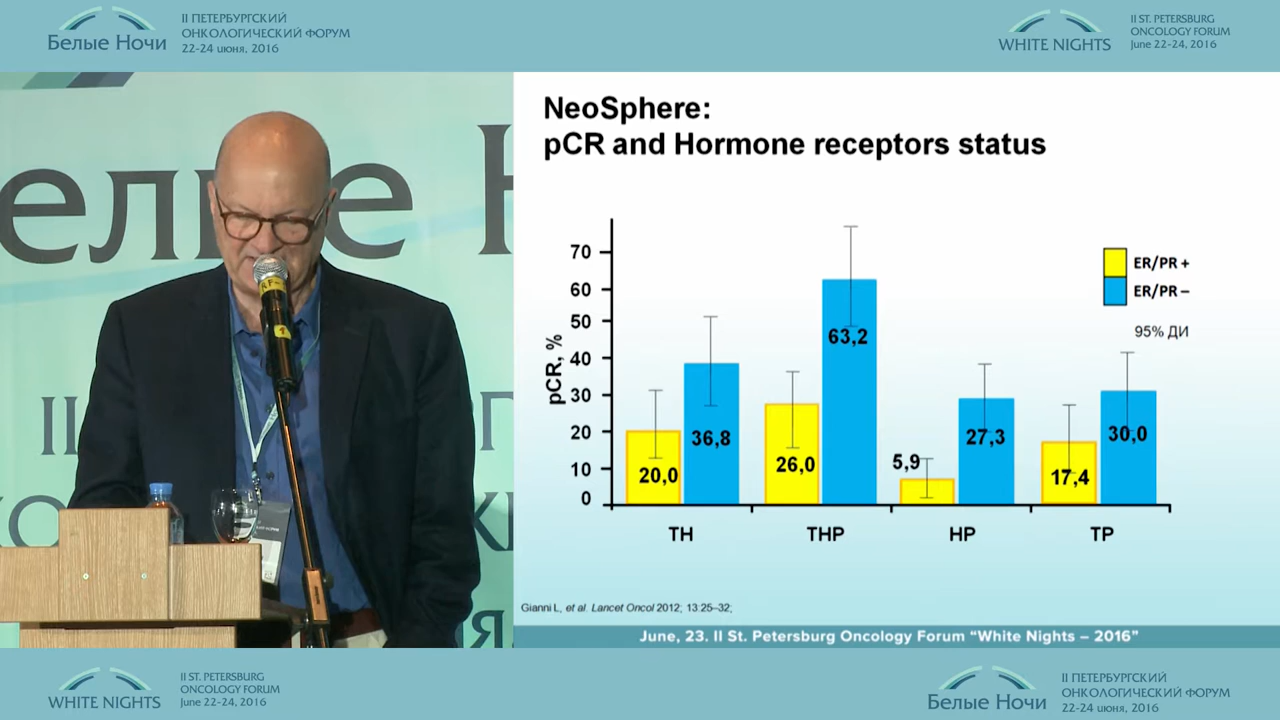 Белые Ночи
II ПЕТЕРБУРГСКИЙ
ОНКОЛОГИЧЕСКИЙ ФОРУМ
22-24 июня, 2016
WHITE NIGHTS
II ST. PETERSBURG
ONCOLOGY FORUM
June 22-24, 2016
NeoSphere:
pCR and Hormone receptors status
pCR, %
70
60
50
40
30
20
10
0
20,0
36,8
26,0
63,2
5,9
27,3
17,4
30,0
TH
THP
HP
TP
ER/PR +
ER/PR –
95% ДИ
Gianni L, et al. Lancet Oncol 2012; 13:25–32;
June, 23. II St. Petersburg Oncology Forum “White Nights – 2016”
WHITE NIGHTS
II ST. PETERSBURG
ONCOLOGY FORUM
June 22-24, 2016
Белые Ночи
II ПЕТЕРБУРГСКИЙ
ОНКОЛОГИЧЕСКИЙ ФОРУМ
22-24 июня, 2016